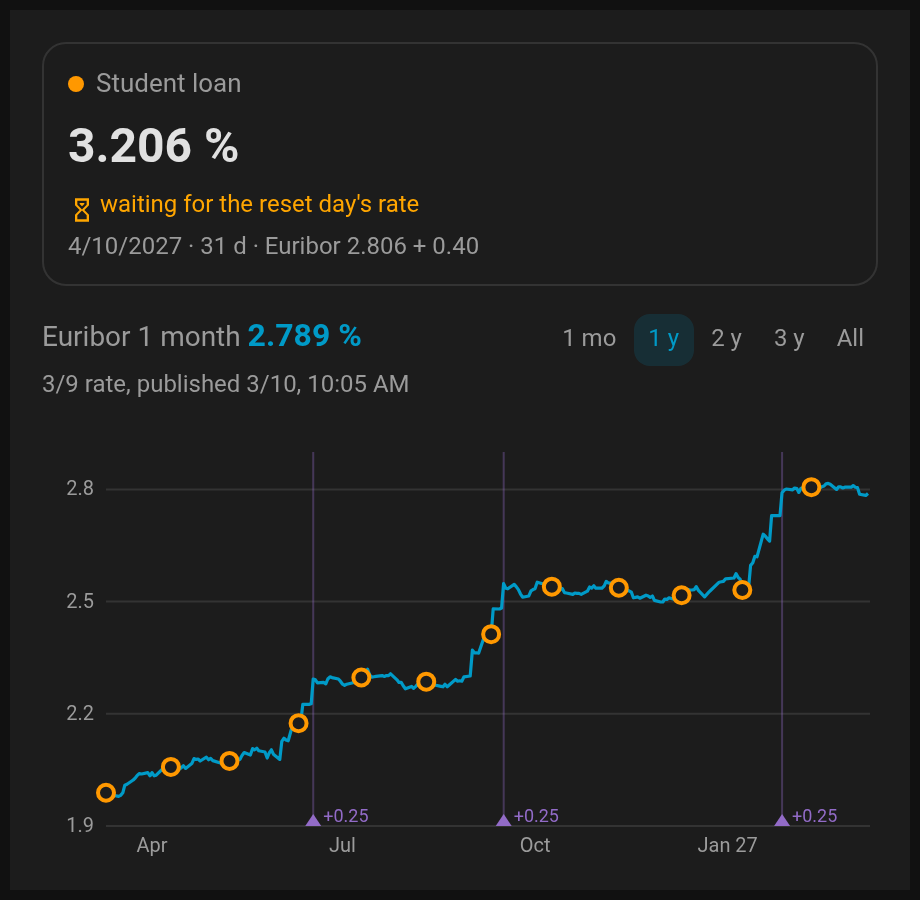 Student loan
3.206 %
waiting for the reset day's rate
4/10/2027 · 31 d · Euribor 2.806 + 0.40
Euribor 1 month 2.789 %
1 mo 1 y 2 y 3 y All
3/9 rate, published 3/10, 10:05 AM
2.8
2.5
2.2
1.9
+0.25 +0.25 +0.25
Apr Jul Oct Jan 27